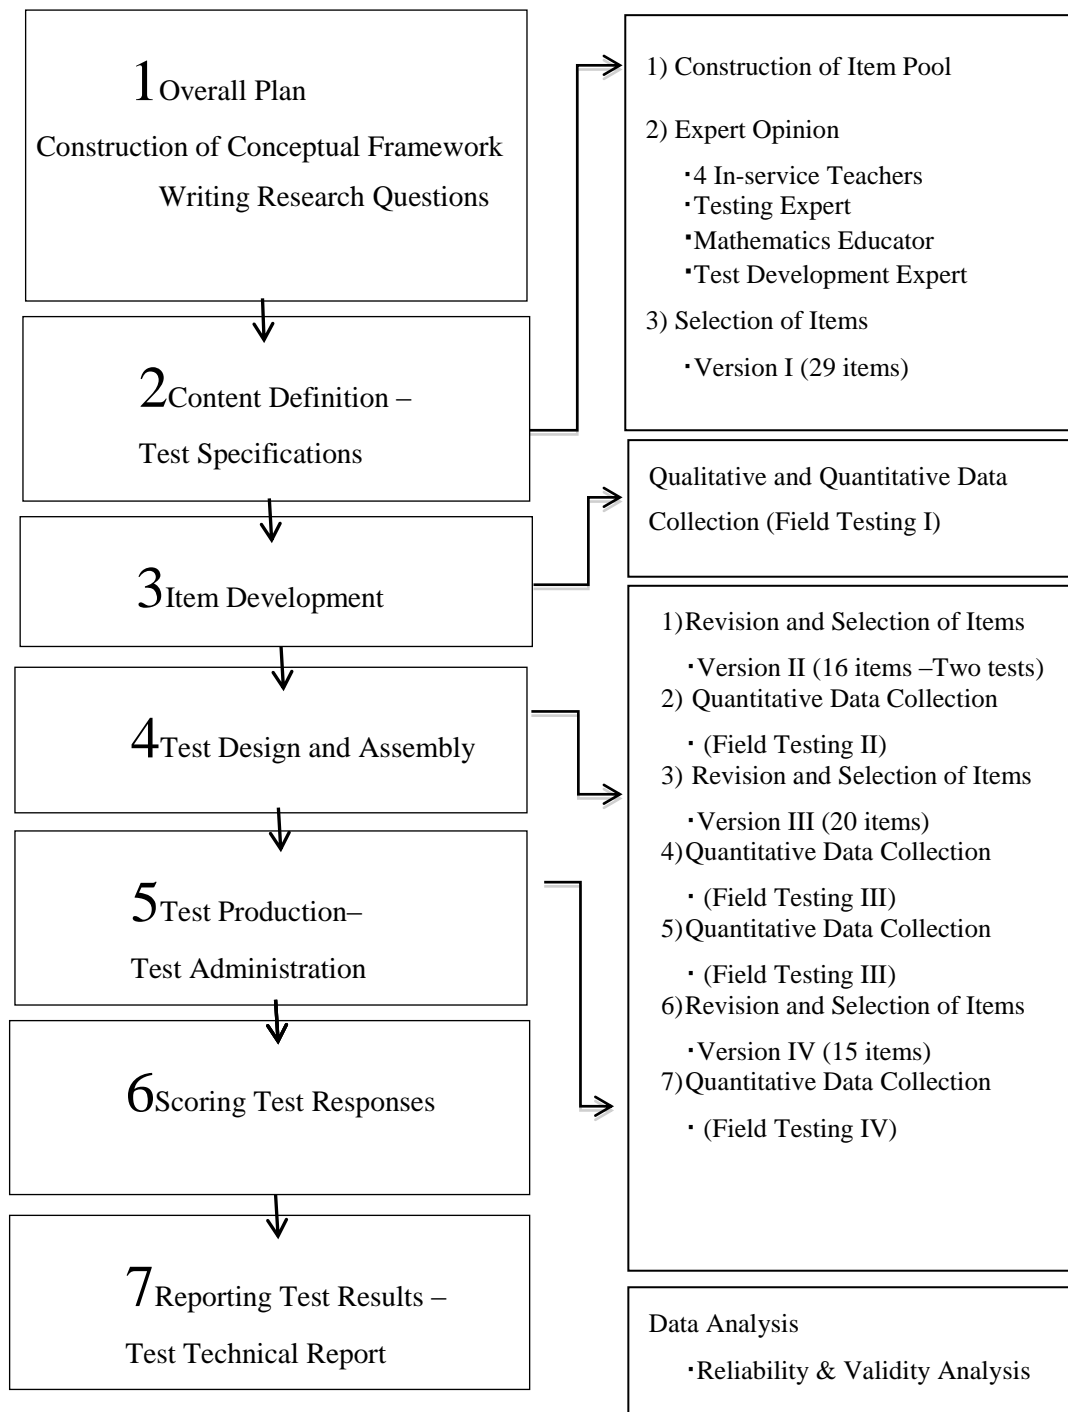 1 Overall Plan
Construction of Conceptual Framework
Writing Research Questions
2Content Definition –
Test Specifications
3Item Development
4Test Design and Assembly
5Test Production–
Test Administration
6Scoring Test Responses
7Reporting Test Results –
Test Technical Report
1) Construction of Item Pool
2) Expert Opinion
▪4 In-service Teachers
▪Testing Expert
▪Mathematics Educator
▪Test Development Expert
3) Selection of Items
▪Version I (29 items)
Qualitative and Quantitative Data
Collection (Field Testing I)
1)Revision and Selection of Items
▪Version II (16 items –Two tests)
2) Quantitative Data Collection
▪ (Field Testing II)
3) Revision and Selection of Items
▪Version III (20 items)
4)Quantitative Data Collection
▪ (Field Testing III)
5)Quantitative Data Collection
▪ (Field Testing III)
6)Revision and Selection of Items
▪Version IV (15 items)
7)Quantitative Data Collection
▪ (Field Testing IV)
Data Analysis
▪Reliability & Validity Analysis